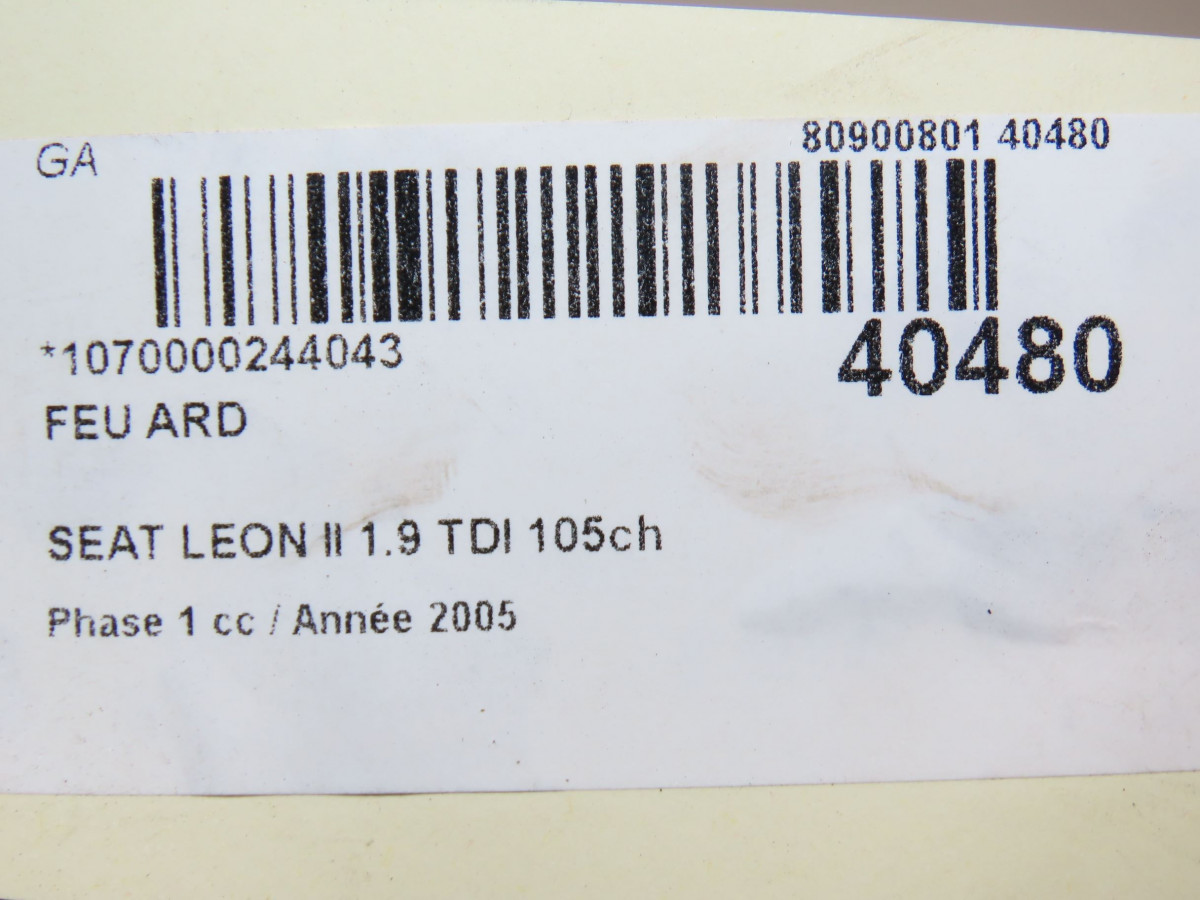 GA
80900801 40480
*1070000244043
40480
FEU ARD
SEAT LEON II 1.9 TDI 105ch
Phase 1 cc / Année 2005